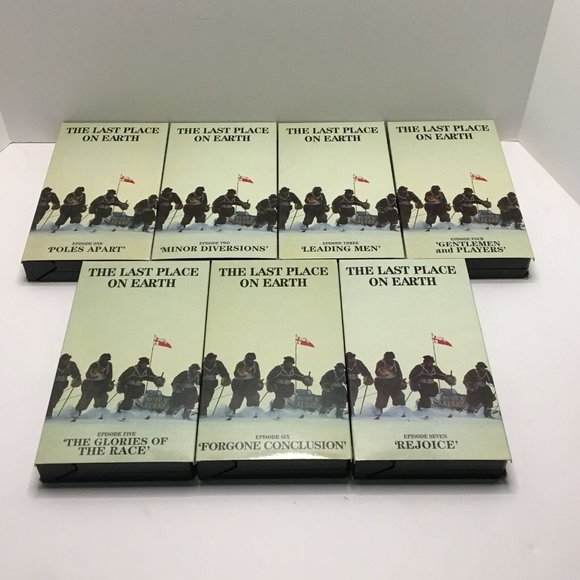 THE LAST PLACE
ON EARTH
EPISODE ONE
'POLES APART'
THE LAST PLACE
ON EARTH
EPISODE TWO
'MINOR DIVERSIONS'
THE LAST PLACE
ON EARTH
EPISODE THREE
'LEADING MEN'
THE LAST PLACE
ON EARTH
EPISODE FOUR
'GENTLEMEN
and PLAYERS'
THE LAST PLACE
ON EARTH
EPISODE FIVE
'THE GLORIES OF
THE RACE'
THE LAST PLACE
ON EARTH
EPISODE SIX
'FORGONE CONCLUSION'
THE LAST PLACE
ON EARTH
EPISODE SEVEN
'REJOICE'